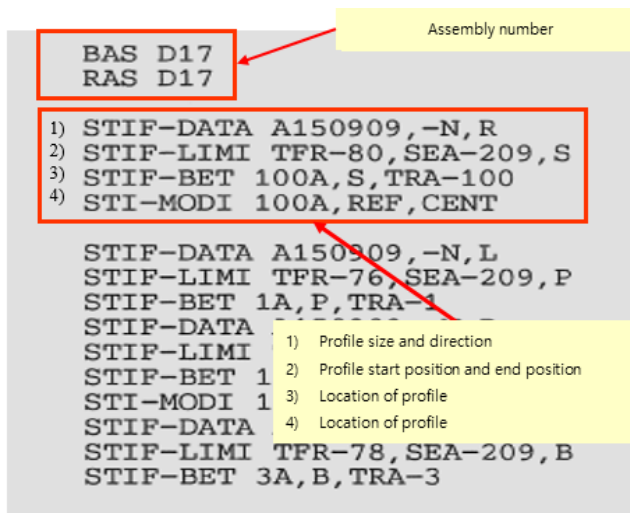 Assembly number
BAS D17
RAS D17
1) STIF-DATA A150909,-N,R
2) STIF-LIMI TFR-80,SEA-209,S
3) STIF-BET 100A,S,TRA-100
4) STI-MODI 100A,REF,CENT
STIF-DATA A150909,-N,L
STIF-LIMI TFR-76,SEA-209,P
STIF-BET 1A,P,TRA-1
STIF-DATA
STIF-LIMI
STIF-BET 1
STI-MODI 1
STIF-DATA
STIF-LIMI TFR-78,SEA-209,B
STIF-BET 3A,B,TRA-3
1) Profile size and direction
2) Profile start position and end position
3) Location of profile
4) Location of profile